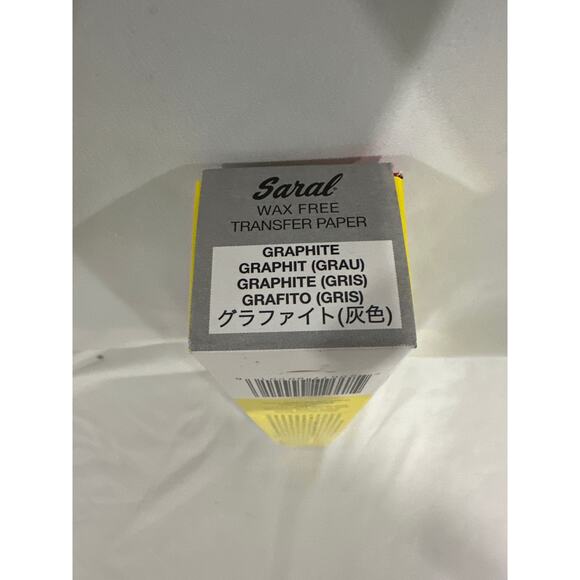 Saral
WAX FREE
TRANSFER PAPER
GRAPHITE
GRAPHIT (GRAU)
GRAPHITE (GRIS)
GRAFITO (GRIS)
グラファイト(灰色)